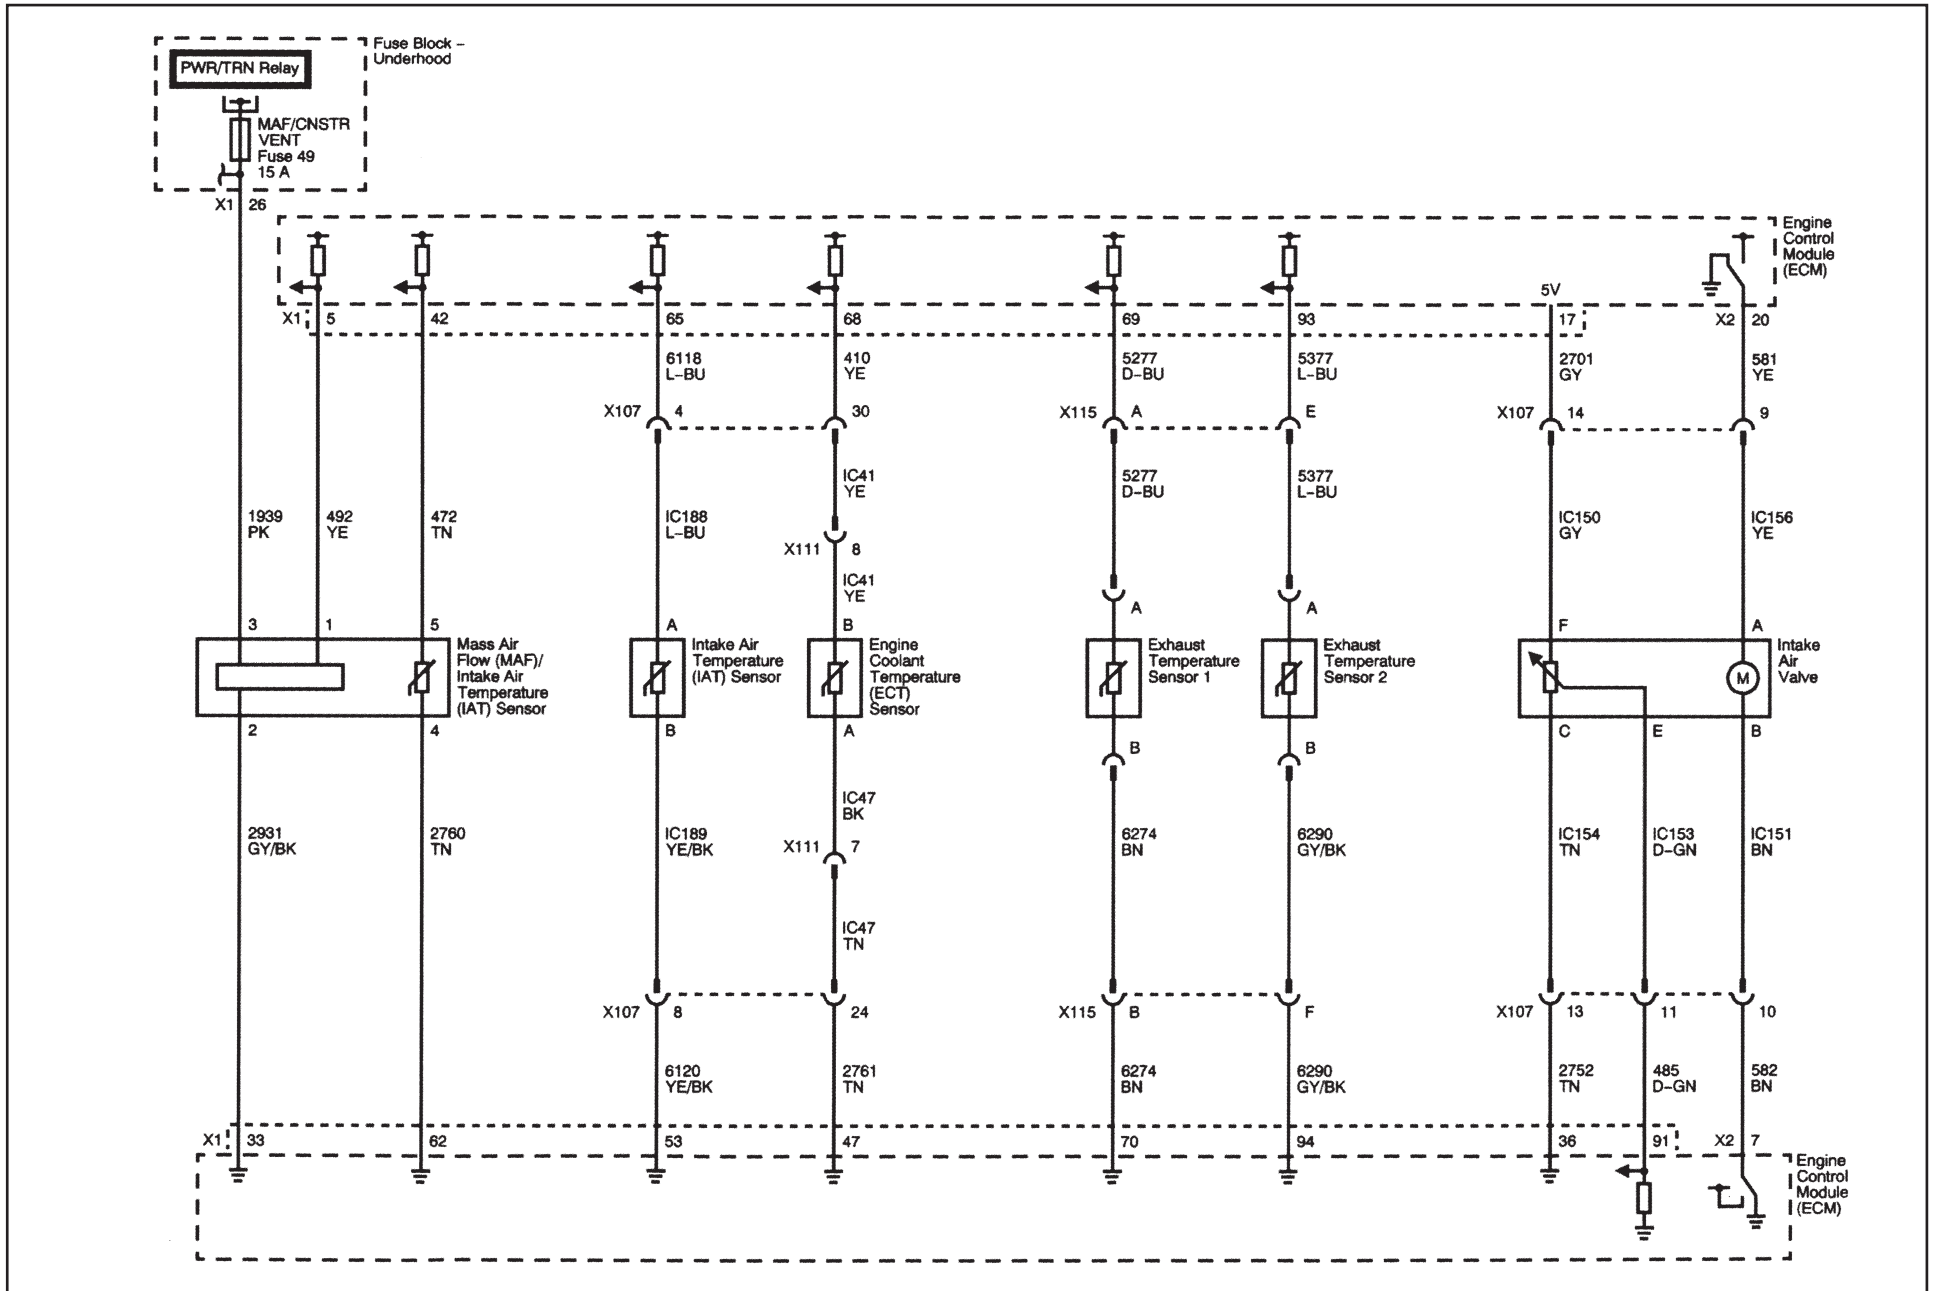 Fuse Block –
Underhood
PWR/TRN Relay
MAF/CNSTR
VENT
Fuse 49
15 A
X1 26
Engine
Control
Module
(ECM)
5V
X1 5 42 65 68 69 93 17 X2 20
6118 410 5277 5377 2701 581
L-BU YE D-BU L-BU GY YE
X107 4 30 X115 A E X107 14 9
IC41 5277 5377
YE D-BU L-BU
1939 492 472 IC188 IC150 IC156
PK YE TN L-BU GY YE
X111 8
IC41
YE
A A
3 1 5 A B F A
Mass Air
Flow (MAF)/
Intake Air
Temperature
(IAT) Sensor
Intake Air
Temperature
(IAT) Sensor
Engine
Coolant
Temperature
(ECT)
Sensor
Exhaust
Temperature
Sensor 1
Exhaust
Temperature
Sensor 2
M
Intake
Air
Valve
2 4 B A C E B
B B
IC47
BK
2931 2760 IC189 6274 6290 IC154 IC153 IC151
GY/BK TN YE/BK BN GY/BK TN D-GN BN
X111 7
IC47
TN
X107 8 24 X115 B F X107 13 11 10
6120 2761 6274 6290 2752 485 582
YE/BK TN BN GY/BK TN D-GN BN
X1 33 62 53 47 70 94 36 91 X2 7
Engine
Control
Module
(ECM)